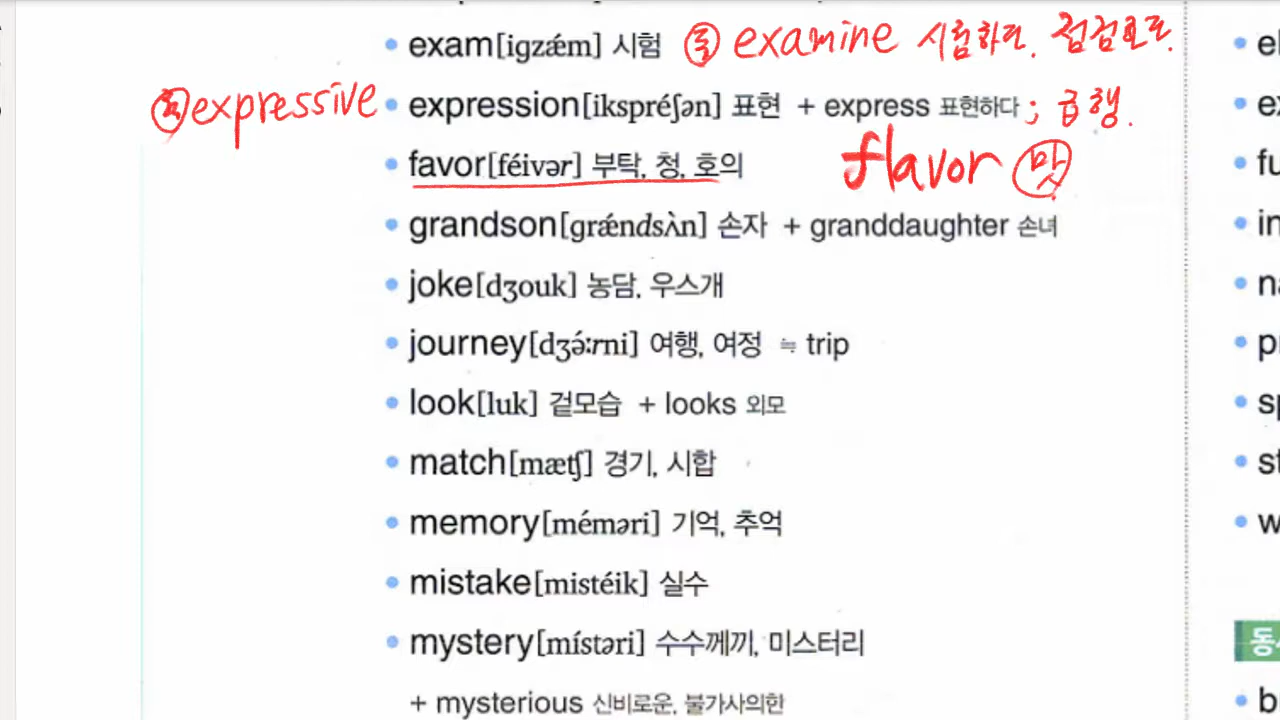 exam[igzǽm] 시험 동 examine 시험하다. 점검하다.
형 expressive expression[ikspréʃən] 표현 + express 표현하다 ; 급행.
favor[féivər] 부탁, 청, 호의 flavor 맛
grandson[grǽndsʌ̀n] 손자 + granddaughter 손녀
joke[dʒouk] 농담, 우스개
journey[dʒə́ːrni] 여행, 여정 ≒ trip
look[luk] 겉모습 + looks 외모
match[mætʃ] 경기, 시합
memory[méməri] 기억, 추억
mistake[mistéik] 실수
mystery[místəri] 수수께끼, 미스터리
+ mysterious 신비로운, 불가사의한